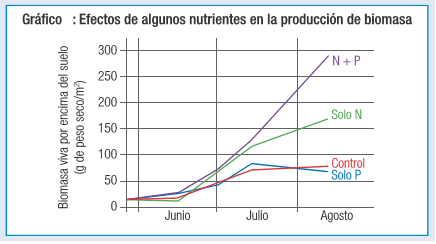 Gráfico : Efectos de algunos nutrientes en la producción de biomasa
Biomasa viva por encima del suelo
(g de peso seco/m²)
300
250
200
150
100
50
0
N + P
Solo N
Control
Solo P
Junio
Julio
Agosto